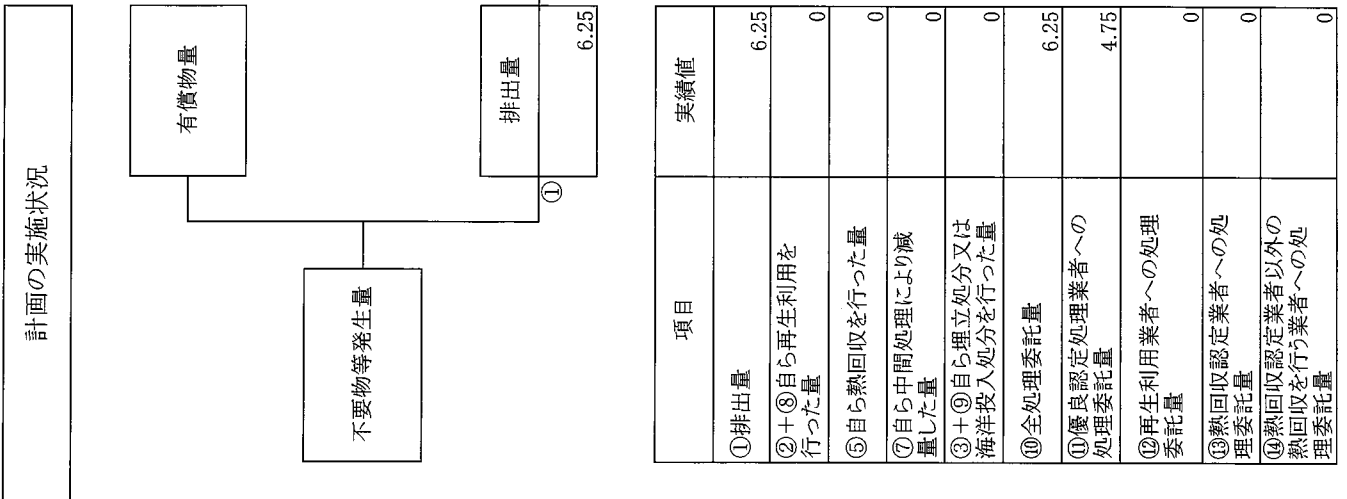 計画の実施状況
有償物量
不要物等発生量
①
排出量
6.25
項目
実績値
①排出量
6.25
②+⑧自ら再生利用を
行った量
0
⑤自ら熱回収を行った量
0
⑦自ら中間処理により減
量した量
0
③+⑨自ら埋立処分又は
海洋投入処分を行った量
0
⑩全処理委託量
6.25
⑪優良認定処理業者への
処理委託量
4.75
⑫再生利用業者への処理
委託量
0
⑬熱回収認定業者への処
理委託量
0
⑭熱回収認定業者以外の
熱回収を行う業者への処
理委託量
0